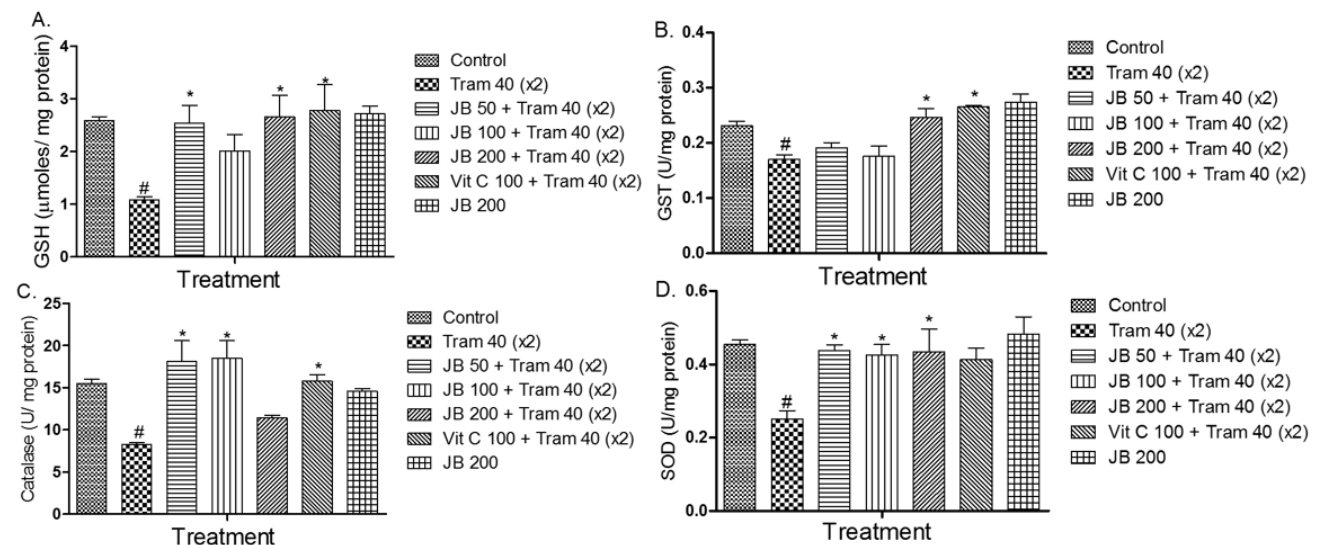 A.
GSH (µmoles/ mg protein)
4
3
2
1
0
#
*
*
*
Treatment
Control
Tram 40 (x2)
JB 50 + Tram 40 (x2)
JB 100 + Tram 40 (x2)
JB 200 + Tram 40 (x2)
Vit C 100 + Tram 40 (x2)
JB 200
B.
GST (U/mg protein)
0.4
0.3
0.2
0.1
0.0
#
*
*
Treatment
Control
Tram 40 (x2)
JB 50 + Tram 40 (x2)
JB 100 + Tram 40 (x2)
JB 200 + Tram 40 (x2)
Vit C 100 + Tram 40 (x2)
JB 200
C.
Catalase (U/ mg protein)
25
20
15
10
5
0
#
*
*
*
Treatment
Control
Tram 40 (x2)
JB 50 + Tram 40 (x2)
JB 100 + Tram 40 (x2)
JB 200 + Tram 40 (x2)
Vit C 100 + Tram 40 (x2)
JB 200
D.
SOD (U/mg protein)
0.6
0.4
0.2
0.0
#
*
*
*
Treatment
Control
Tram 40 (x2)
JB 50 + Tram 40 (x2)
JB 100 + Tram 40 (x2)
JB 200 + Tram 40 (x2)
Vit C 100 + Tram 40 (x2)
JB 200